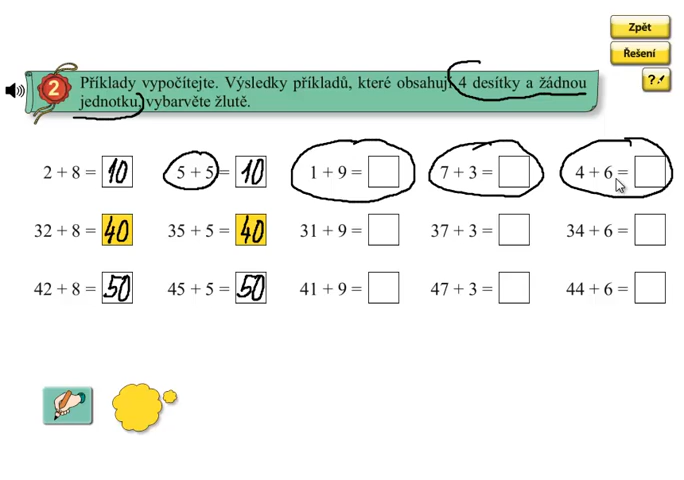 Zpět
Řešení
?
2 Příklady vypočítejte. Výsledky příkladů, které obsahují 4 desítky a žádnou
jednotku, vybarvěte žlutě.
2 + 8 = 10 5 + 5 = 10 1 + 9 = 7 + 3 = 4 + 6 =
32 + 8 = 40 35 + 5 = 40 31 + 9 = 37 + 3 = 34 + 6 =
42 + 8 = 50 45 + 5 = 50 41 + 9 = 47 + 3 = 44 + 6 =